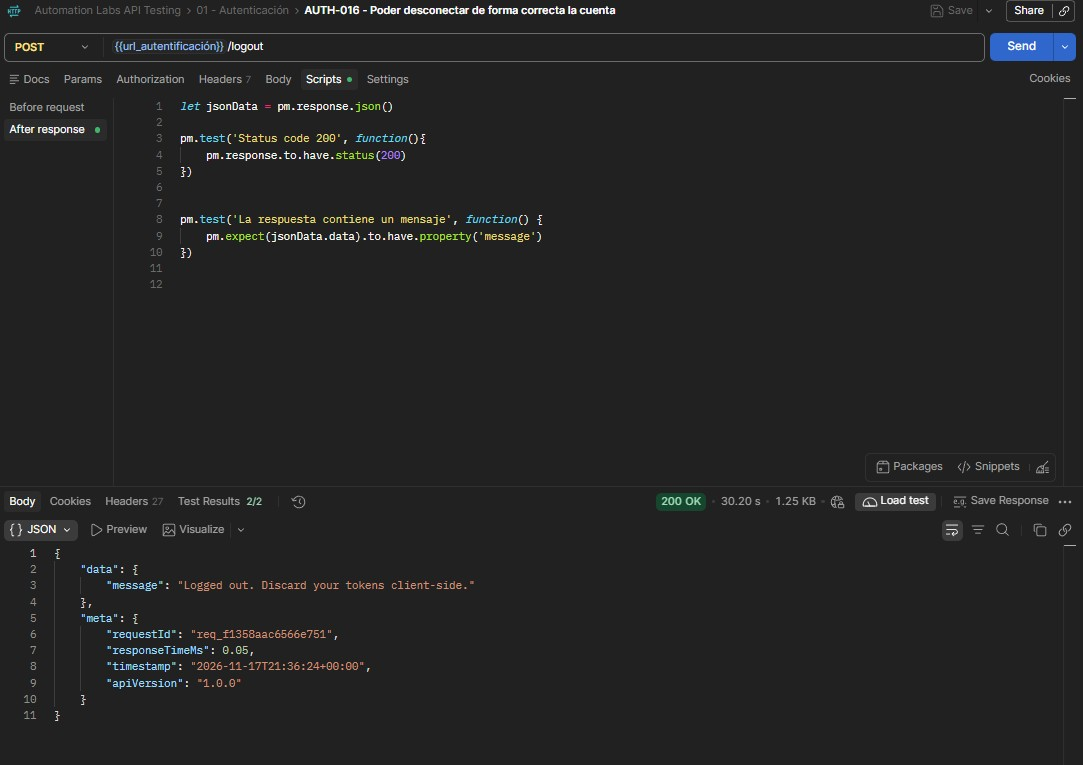 HTTP Automation Labs API Testing > 01 - Autenticación > AUTH-016 - Poder desconectar de forma correcta la cuenta Save Share
POST {{url_autentificación}} /logout Send
Docs Params Authorization Headers 7 Body Scripts Settings Cookies
Before request
After response
1 let jsonData = pm.response.json()
2
3 pm.test('Status code 200', function(){
4 pm.response.to.have.status(200)
5 })
6
7
8 pm.test('La respuesta contiene un mensaje', function() {
9 pm.expect(jsonData.data).to.have.property('message')
10 })
11
12
Packages </> Snippets
Body Cookies Headers 27 Test Results 2/2 200 OK • 30.20 s • 1.25 KB • Load test e.g. Save Response
{} JSON Preview Visualize
1 {
2 "data": {
3 "message": "Logged out. Discard your tokens client-side."
4 },
5 "meta": {
6 "requestId": "req_f1358aac6566e751",
7 "responseTimeMs": 0.05,
8 "timestamp": "2026-11-17T21:36:24+00:00",
9 "apiVersion": "1.0.0"
10 }
11 }